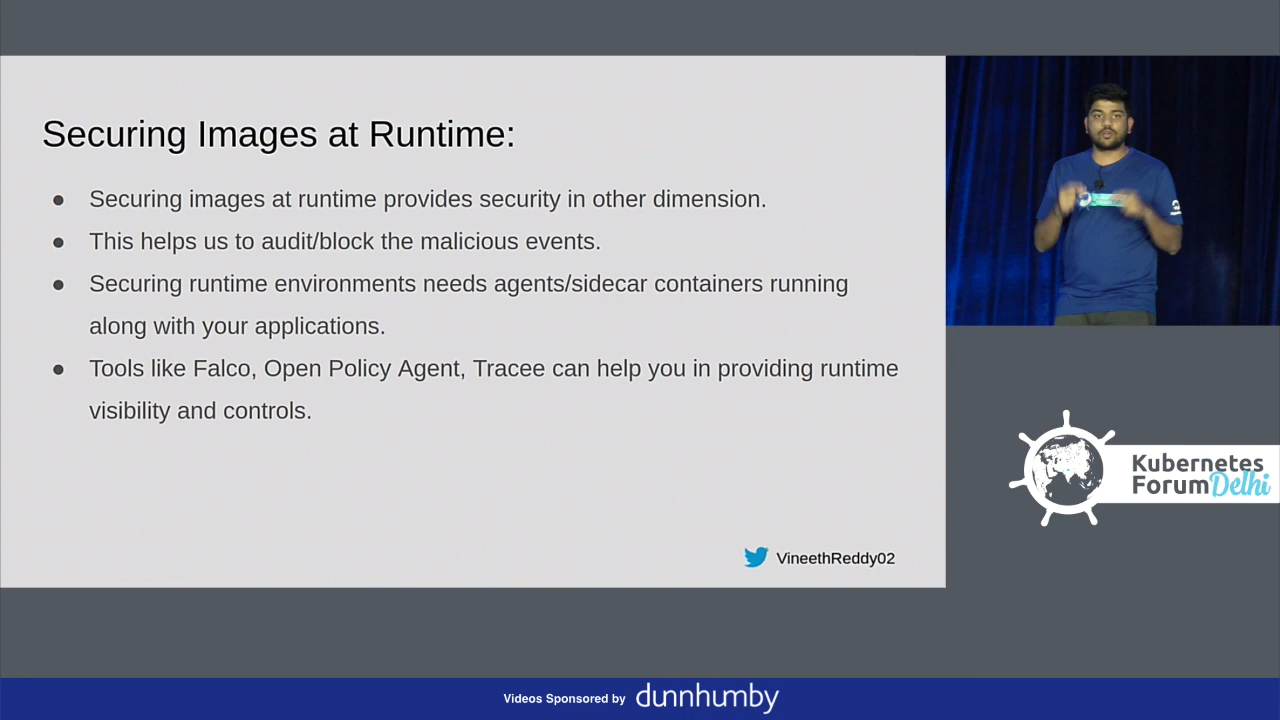 Securing Images at Runtime:
● Securing images at runtime provides security in other dimension.
● This helps us to audit/block the malicious events.
● Securing runtime environments needs agents/sidecar containers running
along with your applications.
● Tools like Falco, Open Policy Agent, Tracee can help you in providing runtime
visibility and controls.
VineethReddy02
Kubernetes
Forum Delhi
Videos Sponsored by dunnhumby